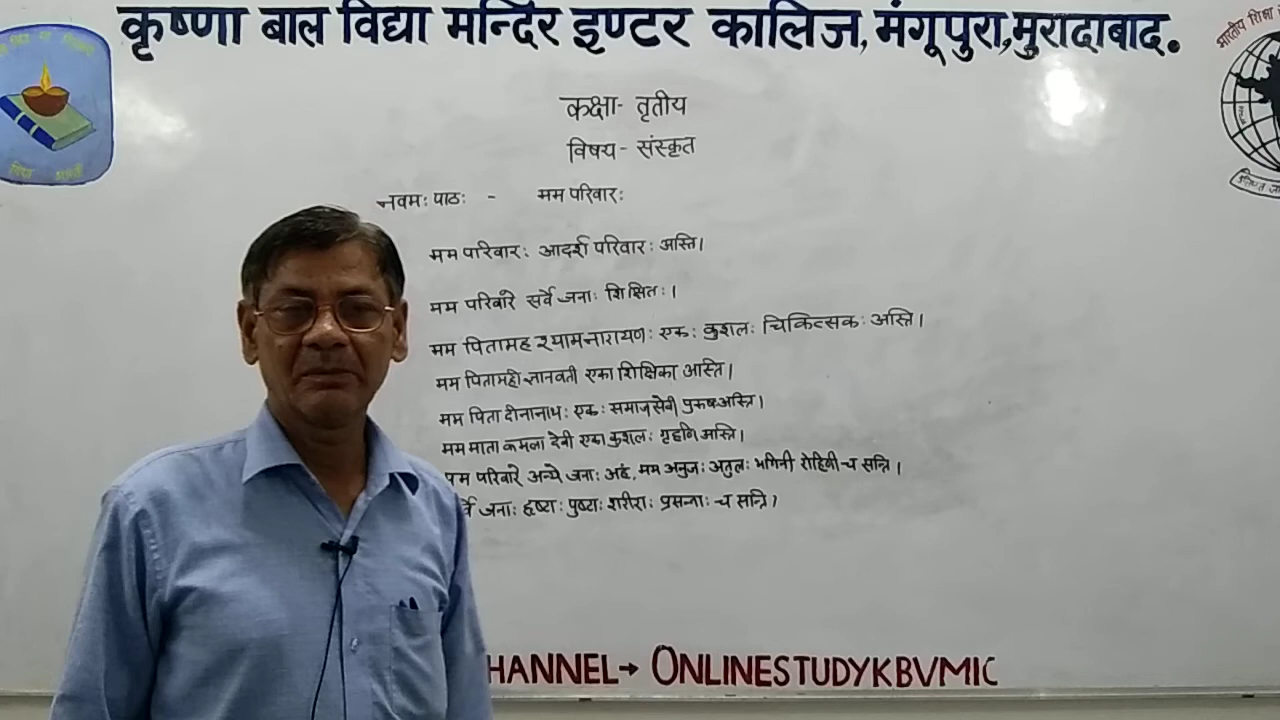 कृष्णा बाल विद्या मन्दिर इण्टर कालिज, मंगूपुरा, मुरादाबाद.
भारतीय शिक्षा
कक्षा- तृतीय
विषय- संस्कृत
नवमः पाठः - मम परिवारः
मम परिवारः आदर्श परिवारः अस्ति।
मम परिवारे सर्वे जनाः शिक्षितः।
मम पितामह श्यामनारायणः एकः कुशलः चिकित्सकः अस्ति।
मम पितामही ज्ञानवती एका शिक्षिका अस्ति।
मम पिता दीनानाथः एकः समाजसेवी पुरुषः अस्ति।
मम माता कमला देवी एका कुशलः गृहणि अस्ति।
मम परिवारे अन्ये जनाः अहं, मम अनुजः अतुलः भगिनी रोहिणी च सन्ति।
जनाः हृष्टाः पुष्टाः शरीराः प्रसन्नाः च सन्ति।
HANNEL→ ONLINESTUDYKBVMIC